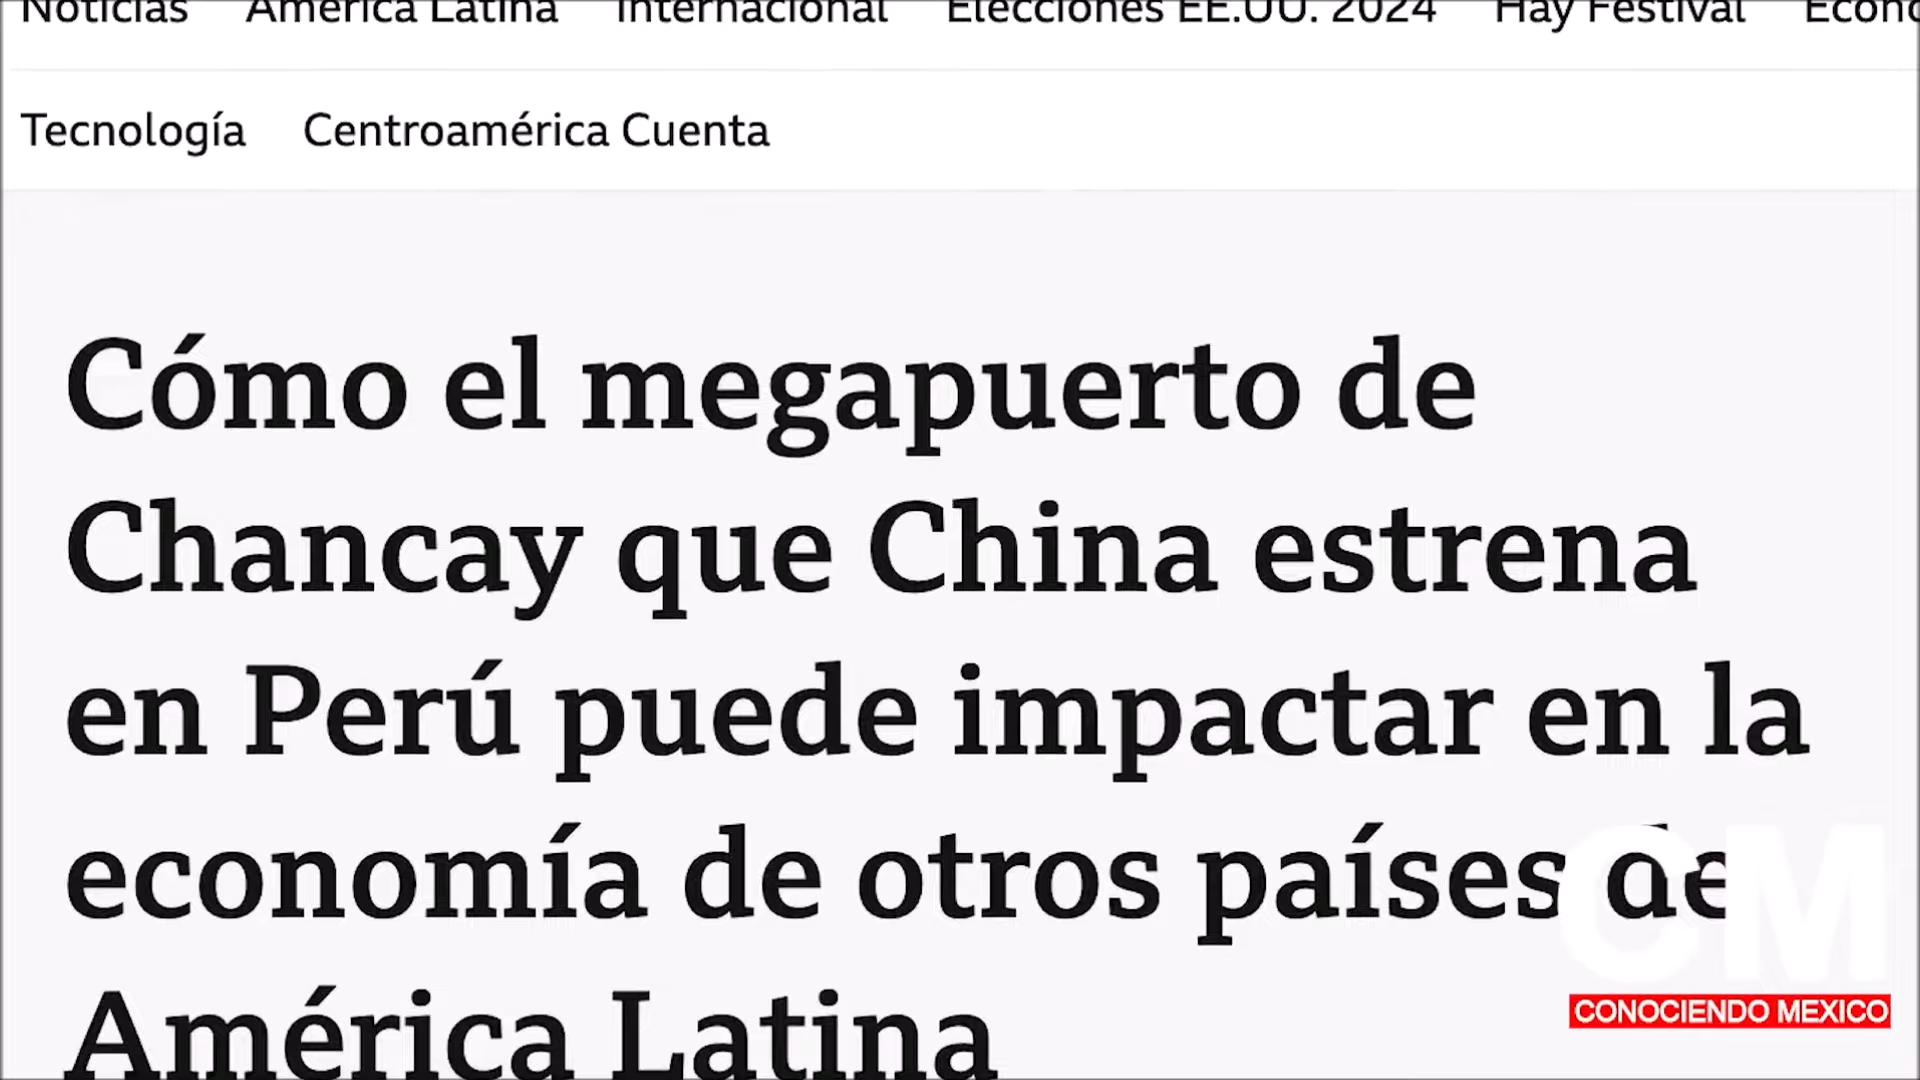 Noticias América Latina Internacional Elecciones EE.UU. 2024 Hay Festival
Tecnología Centroamérica Cuenta
Cómo el megapuerto de
Chancay que China estrena
en Perú puede impactar en la
economía de otros países de
América Latina
CM
CONOCIENDO MEXICO